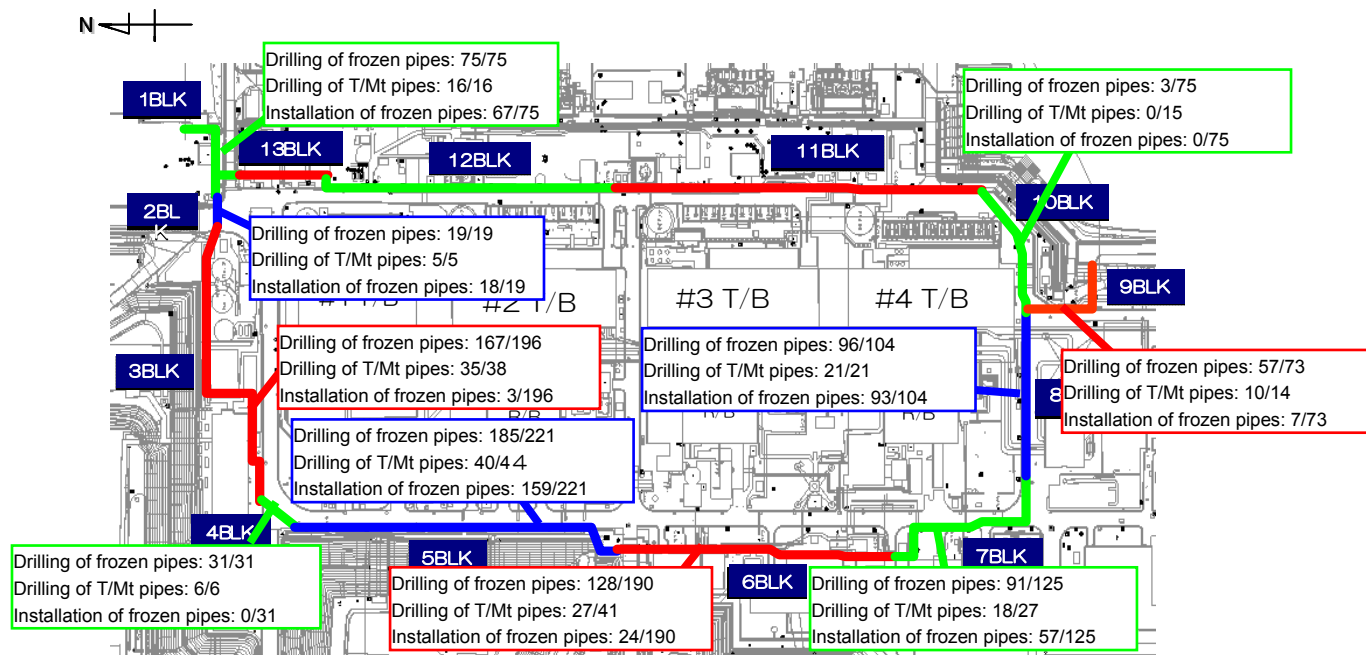 N
Drilling of frozen pipes: 75/75
Drilling of T/Mt pipes: 16/16
Installation of frozen pipes: 67/75
Drilling of frozen pipes: 3/75
Drilling of T/Mt pipes: 0/15
Installation of frozen pipes: 0/75
1BLK
13BLK
12BLK
11BLK
10BLK
2BL
K
Drilling of frozen pipes: 19/19
Drilling of T/Mt pipes: 5/5
Installation of frozen pipes: 18/19
9BLK
#1 T/B
#2 T/B
#3 T/B
#4 T/B
3BLK
Drilling of frozen pipes: 167/196
Drilling of T/Mt pipes: 35/38
Installation of frozen pipes: 3/196
Drilling of frozen pipes: 96/104
Drilling of T/Mt pipes: 21/21
Installation of frozen pipes: 93/104
8
Drilling of frozen pipes: 57/73
Drilling of T/Mt pipes: 10/14
Installation of frozen pipes: 7/73
R/B
R/B
R/B
Drilling of frozen pipes: 185/221
Drilling of T/Mt pipes: 40/44
Installation of frozen pipes: 159/221
4BLK
5BLK
6BLK
7BLK
Drilling of frozen pipes: 31/31
Drilling of T/Mt pipes: 6/6
Installation of frozen pipes: 0/31
Drilling of frozen pipes: 128/190
Drilling of T/Mt pipes: 27/41
Installation of frozen pipes: 24/190
Drilling of frozen pipes: 91/125
Drilling of T/Mt pipes: 18/27
Installation of frozen pipes: 57/125